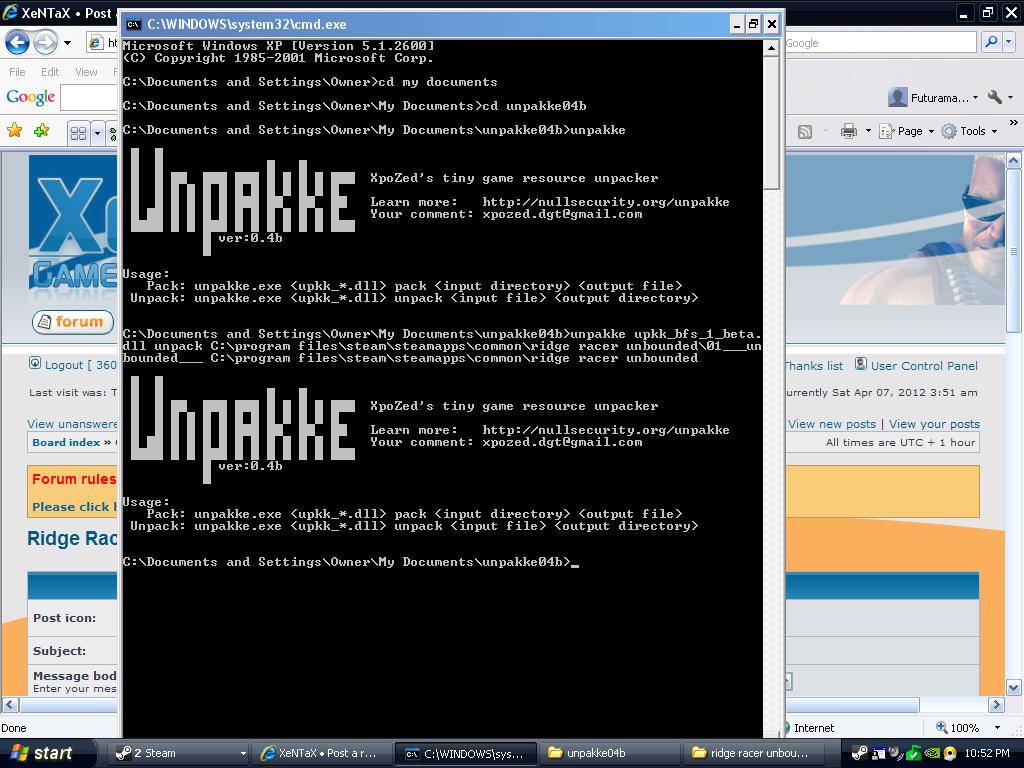 XeNTaX • Post
C:\WINDOWS\system32\cmd.exe
Google
File Edit View
Google
Futurama...
Page Tools
Microsoft Windows XP [Version 5.1.2600]
(C) Copyright 1985-2001 Microsoft Corp.
C:\Documents and Settings\Owner>cd my documents
C:\Documents and Settings\Owner\My Documents>cd unpakke04b
C:\Documents and Settings\Owner\My Documents\unpakke04b>unpakke
Unpakke
XpoZed's tiny game resource unpacker
Learn more: http://nullsecurity.org/unpakke
Your comment: xpozed.dgt@gmail.com
ver:0.4b
Usage:
Pack: unpakke.exe <upkk_*.dll> pack <input directory> <output file>
Unpack: unpakke.exe <upkk_*.dll> unpack <input file> <output directory>
C:\Documents and Settings\Owner\My Documents\unpakke04b>unpakke upkk_bfs_1_beta.
dll unpack C:\program files\steam\steamapps\common\ridge racer unbounded\01___un
bounded___ C:\program files\steam\steamapps\common\ridge racer unbounded
Unpakke
XpoZed's tiny game resource unpacker
Learn more: http://nullsecurity.org/unpakke
Your comment: xpozed.dgt@gmail.com
ver:0.4b
Usage:
Pack: unpakke.exe <upkk_*.dll> pack <input directory> <output file>
Unpack: unpakke.exe <upkk_*.dll> unpack <input file> <output directory>
C:\Documents and Settings\Owner\My Documents\unpakke04b>_
GAME
forum
Logout [ 360
Thanks list User Control Panel
Last visit was: T
urrently Sat Apr 07, 2012 3:51 am
View unanswere
View new posts | View your posts
Board index »
All times are UTC + 1 hour
Forum rules
Please click
Ridge Rac
Post icon:
Subject:
Message bod
Enter your mes
Done
Internet
100%
start
2 Steam
XeNTaX • Post a r...
C:\WINDOWS\sys...
unpakke04b
ridge racer unbou...
10:52 PM